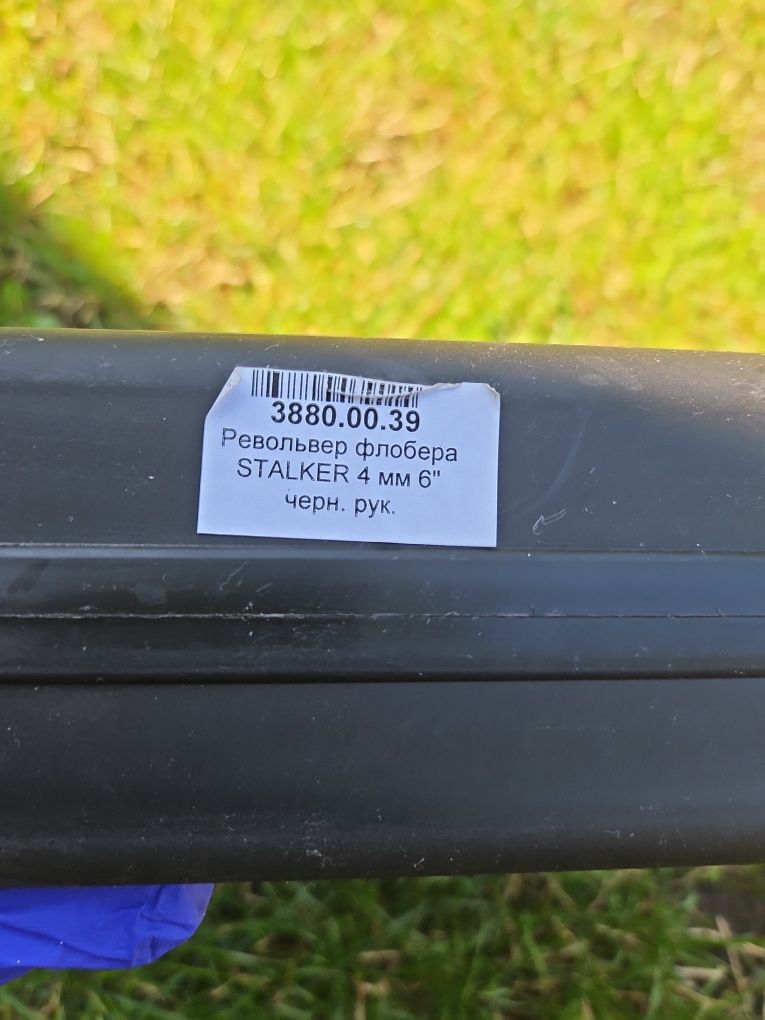 3880.00.39
Револьвер флобера
STALKER 4 мм 6"
черн. рук.